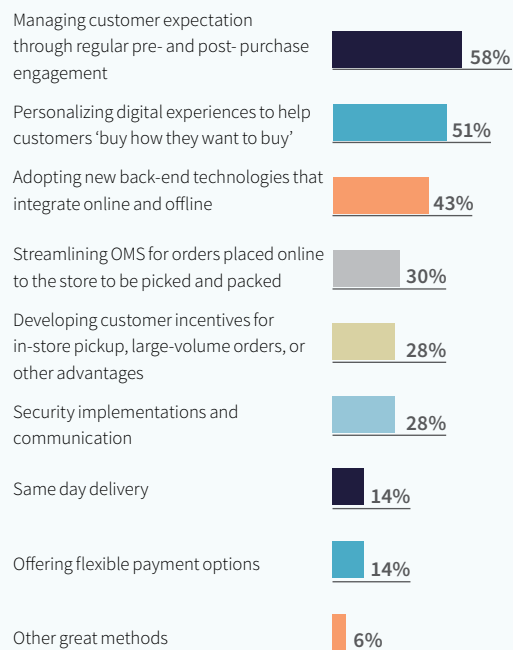 Managing customer expectation
through regular pre- and post- purchase
engagement
58%
Personalizing digital experiences to help
customers ‘buy how they want to buy’
51%
Adopting new back-end technologies that
integrate online and offline
43%
Streamlining OMS for orders placed online
to the store to be picked and packed
30%
Developing customer incentives for
in-store pickup, large-volume orders, or
other advantages
28%
Security implementations and
communication
28%
Same day delivery
14%
Offering flexible payment options
14%
Other great methods
6%